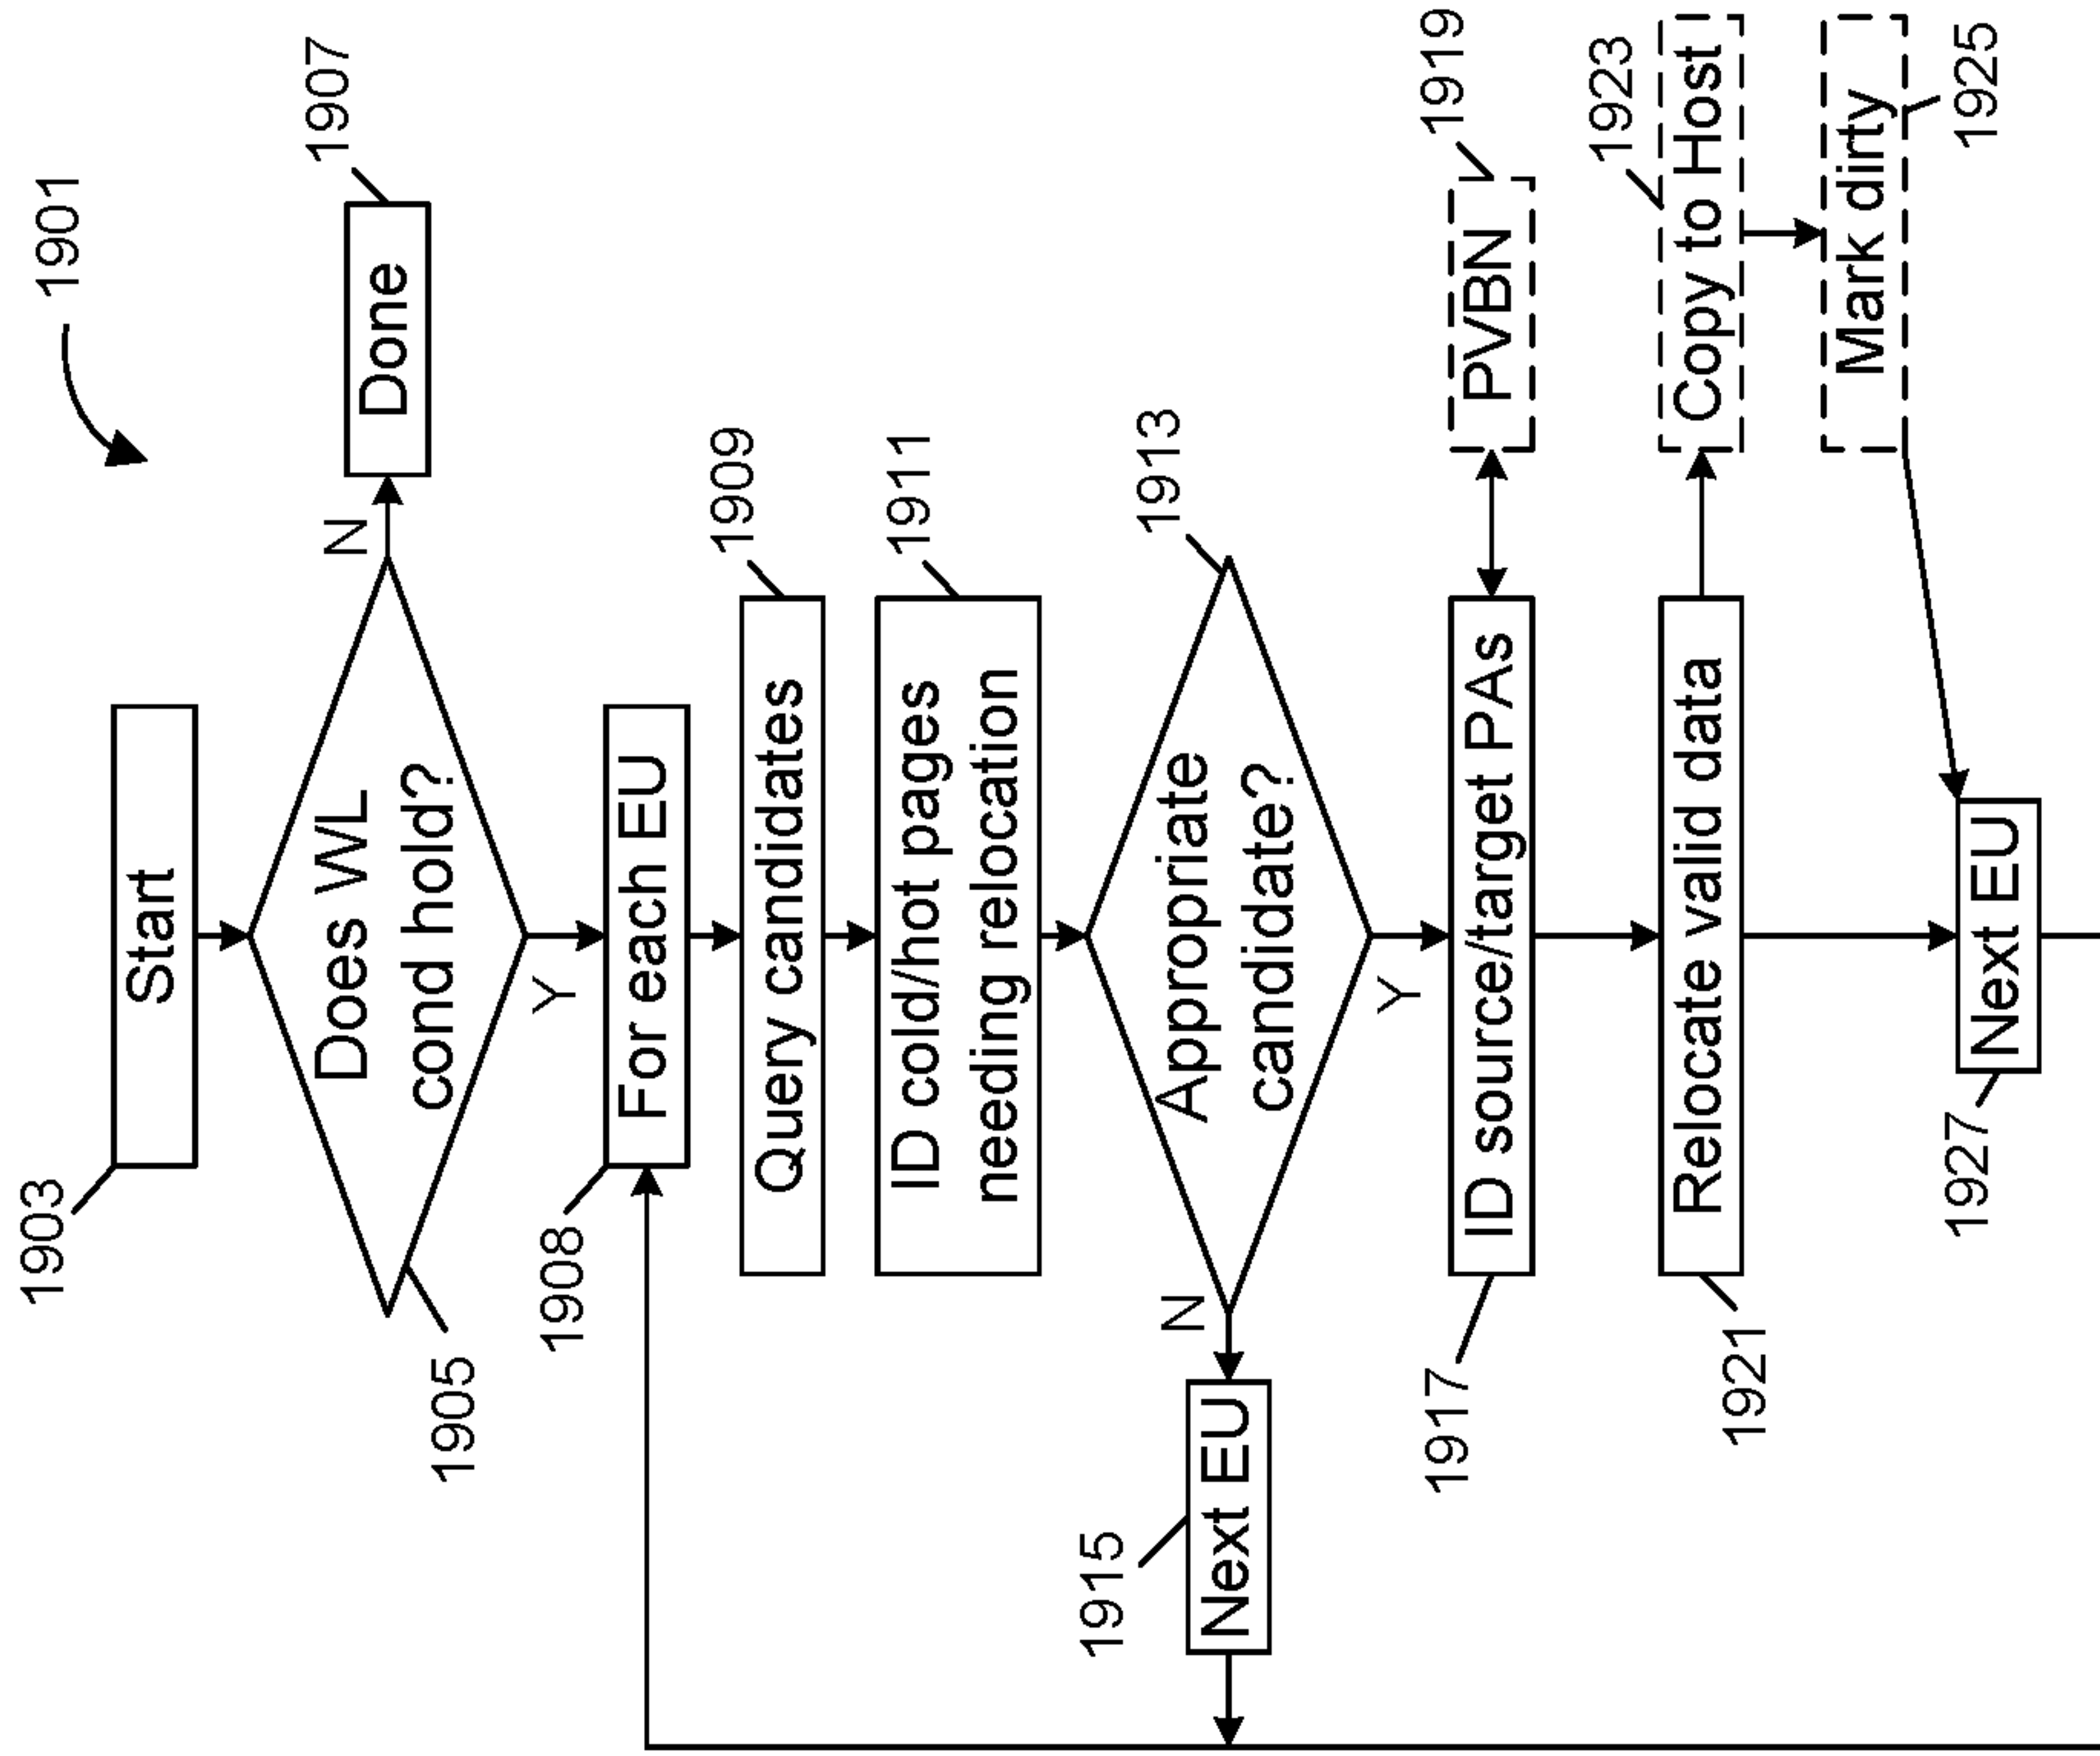 1901
1903
Start
1905
Does WL
cond hold?
N
1907
Done
Y
1908
For each EU
1909
Query candidates
1911
ID cold/hot pages
needing relocation
1913
Appropriate
candidate?
N
1915
Next EU
Y
1917
ID source/target PAs
1919
PVBN
1921
Relocate valid data
1923
Copy to Host
1925
Mark dirty
1927
Next EU